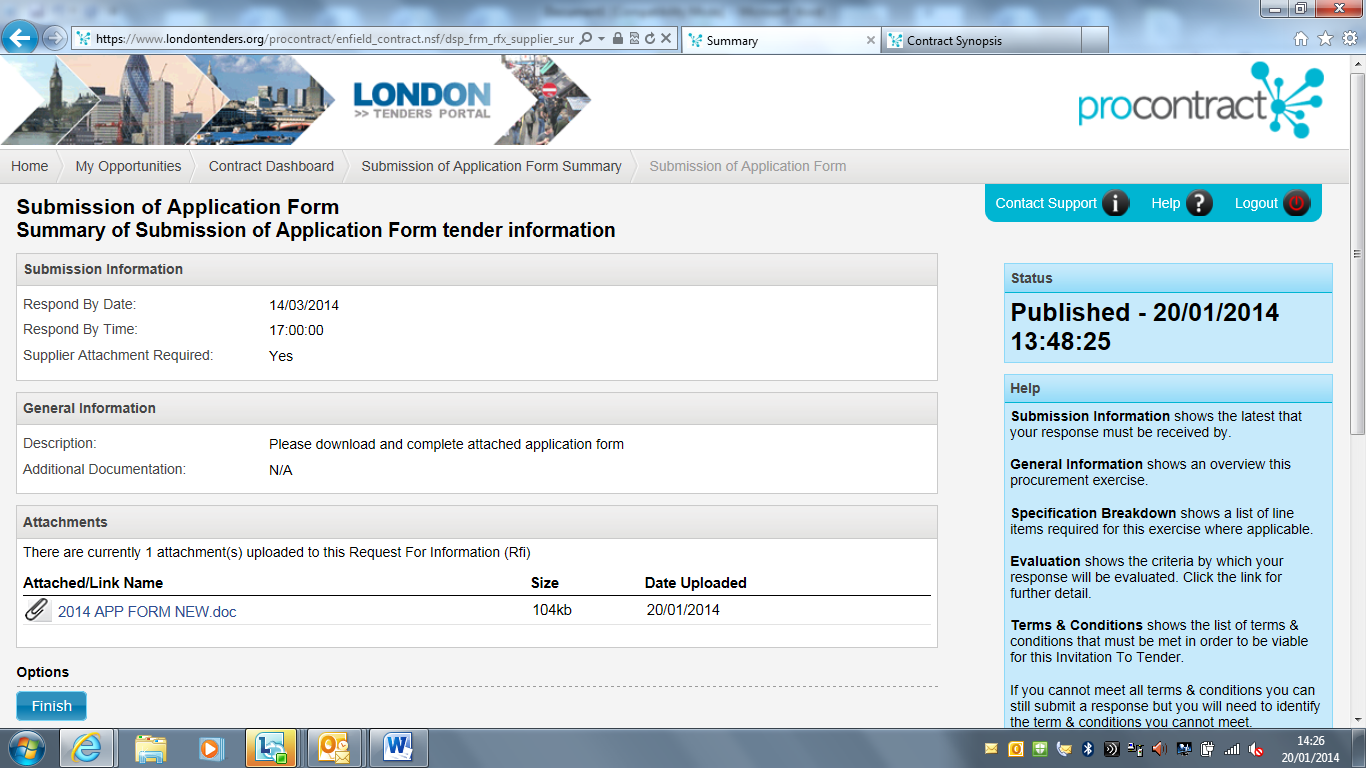 https://www.londontenders.org/procontract/enfield_contract.nsf/dsp_frm_rfx_supplier_sur
Summary
Contract Synopsis
LONDON
>> TENDERS PORTAL
procontract
Home
My Opportunities
Contract Dashboard
Submission of Application Form Summary
Submission of Application Form
Contact Support
Help
Logout
Submission of Application Form
Summary of Submission of Application Form tender information
Submission Information
Respond By Date: 14/03/2014
Respond By Time: 17:00:00
Supplier Attachment Required: Yes
General Information
Description: Please download and complete attached application form
Additional Documentation: N/A
Attachments
There are currently 1 attachment(s) uploaded to this Request For Information (Rfi)
Attached/Link Name Size Date Uploaded
2014 APP FORM NEW.doc 104kb 20/01/2014
Options
Finish
Status
Published - 20/01/2014
13:48:25
Help
Submission Information shows the latest that
your response must be received by.
General Information shows an overview this
procurement exercise.
Specification Breakdown shows a list of line
items required for this exercise where applicable.
Evaluation shows the criteria by which your
response will be evaluated. Click the link for
further detail.
Terms & Conditions shows the list of terms &
conditions that must be met in order to be viable
for this Invitation To Tender.
If you cannot meet all terms & conditions you can
still submit a response but you will need to identify
the term & conditions you cannot meet.
14:26
20/01/2014